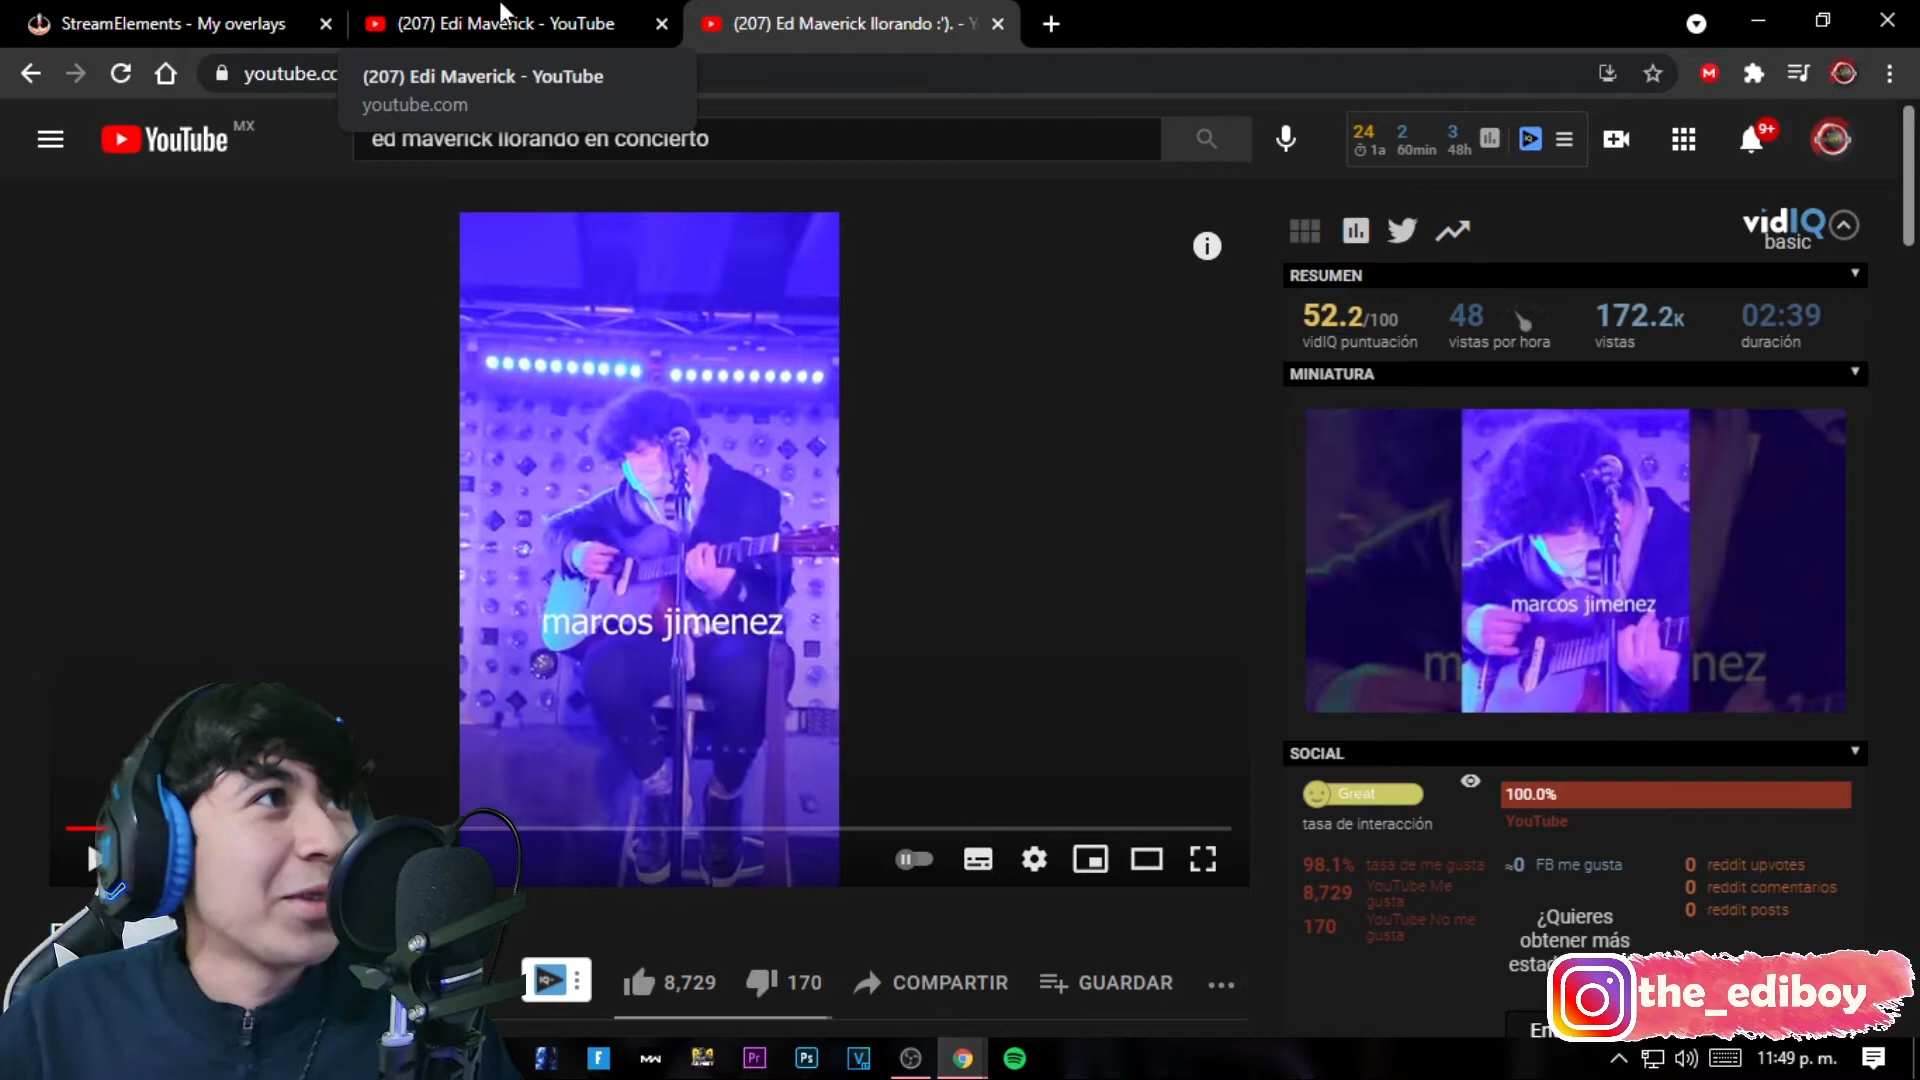 StreamElements - My overlays
(207) Edi Maverick - YouTube
(207) Ed Maverick llorando :'). - Y
youtube.cc
(207) Edi Maverick - YouTube
youtube.com
YouTube MX
ed maverick llorando en concierto
24 2 3
1a 60min 48h
9+
vidIQ
basic
RESUMEN
52.2/100 48 172.2K 02:39
vidIQ puntuación vistas por hora vistas duración
MINIATURA
marcos jimenez
marcos jimenez
nez
SOCIAL
Great
100.0%
tasa de interacción
YouTube
98.1% tasa de me gusta
≈0 FB me gusta
0 reddit upvotes
8,729 YouTube Me gusta
0 reddit comentarios
170 YouTube No me gusta
0 reddit posts
¿Quieres
obtener más
8,729 170 COMPARTIR GUARDAR
the_ediboy
F MW Pr Ps V
11:49 p. m.